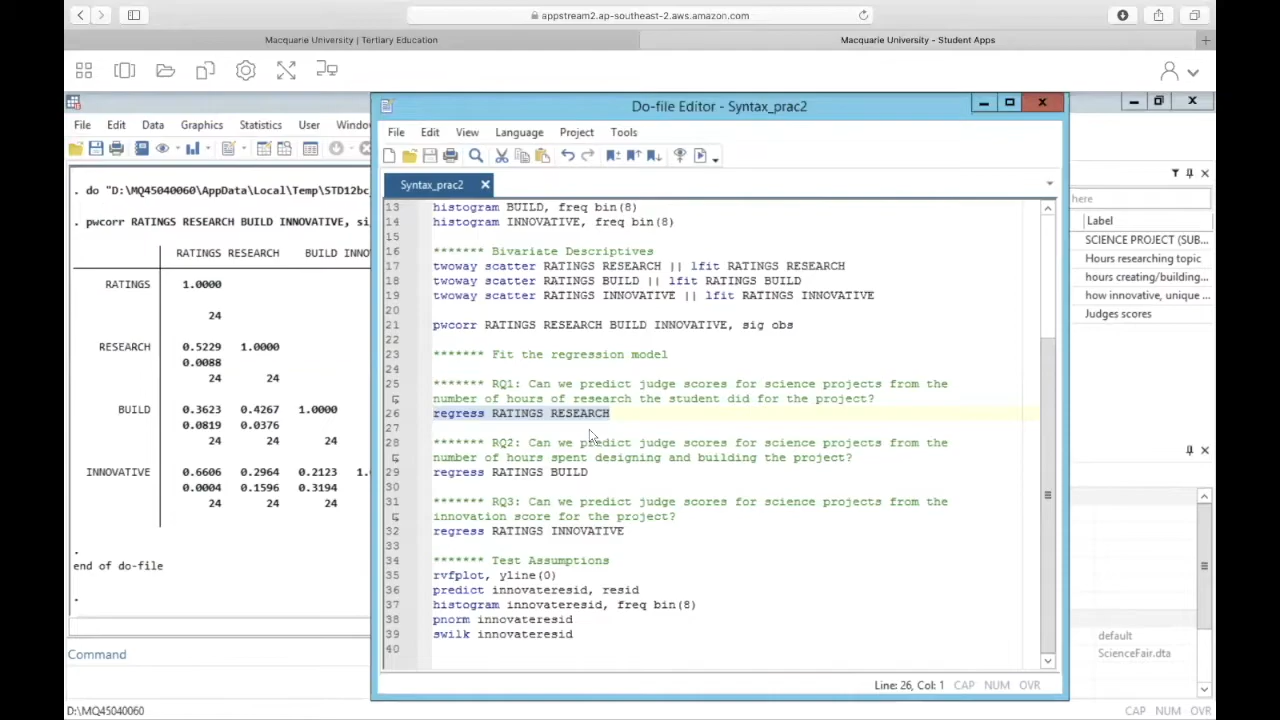 appstream2.ap-southeast-2.aws.amazon.com
Macquarie University | Tertiary Education
Macquarie University - Student Apps
Do-file Editor - Syntax_prac2
File Edit Data Graphics Statistics User Windo
File Edit View Language Project Tools
Syntax_prac2
. do "D:\MQ45040060\AppData\Local\Temp\STD12bc
. pwcorr RATINGS RESEARCH BUILD INNOVATIVE, si
RATINGS RESEARCH BUILD INNO
RATINGS 1.0000
24
RESEARCH 0.5229 1.0000
0.0088
24 24
BUILD 0.3623 0.4267 1.0000
0.0819 0.0376
24 24 24
INNOVATIVE 0.6606 0.2964 0.2123 1.
0.0004 0.1596 0.3194
24 24 24
.
end of do-file
.
Command
D:\MQ45040060
13 histogram BUILD, freq bin(8)
14 histogram INNOVATIVE, freq bin(8)
15
16 ******* Bivariate Descriptives
17 twoway scatter RATINGS RESEARCH || lfit RATINGS RESEARCH
18 twoway scatter RATINGS BUILD || lfit RATINGS BUILD
19 twoway scatter RATINGS INNOVATIVE || lfit RATINGS INNOVATIVE
20
21 pwcorr RATINGS RESEARCH BUILD INNOVATIVE, sig obs
22
23 ******* Fit the regression model
24
25 ******* RQ1: Can we predict judge scores for science projects from the
number of hours of research the student did for the project?
26 regress RATINGS RESEARCH
27
28 ******* RQ2: Can we predict judge scores for science projects from the
number of hours spent designing and building the project?
29 regress RATINGS BUILD
30
31 ******* RQ3: Can we predict judge scores for science projects from the
innovation score for the project?
32 regress RATINGS INNOVATIVE
33
34 ******* Test Assumptions
35 rvfplot, yline(0)
36 predict innovateresid, resid
37 histogram innovateresid, freq bin(8)
38 pnorm innovateresid
39 swilk innovateresid
40
Line: 26, Col: 1 CAP NUM OVR
here
Label
SCIENCE PROJECT (SUB...
Hours researching topic
hours creating/building...
how innovative, unique ...
Judges scores
default
ScienceFair.dta
CAP NUM OVR